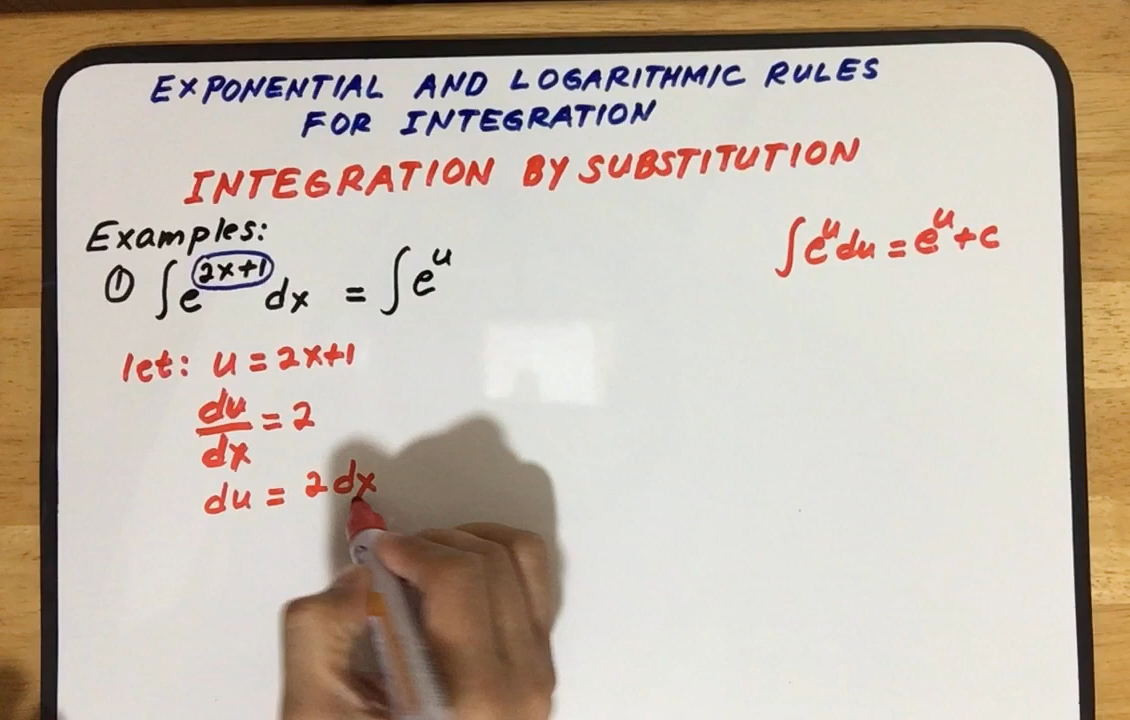 EXPONENTIAL AND LOGARITHMIC RULES
FOR INTEGRATION
INTEGRATION BY SUBSTITUTION
Examples:
∫e^u du = e^u + c
① ∫e^(2x+1) dx = ∫e^u
let: u = 2x+1
du/dx = 2
du = 2dx